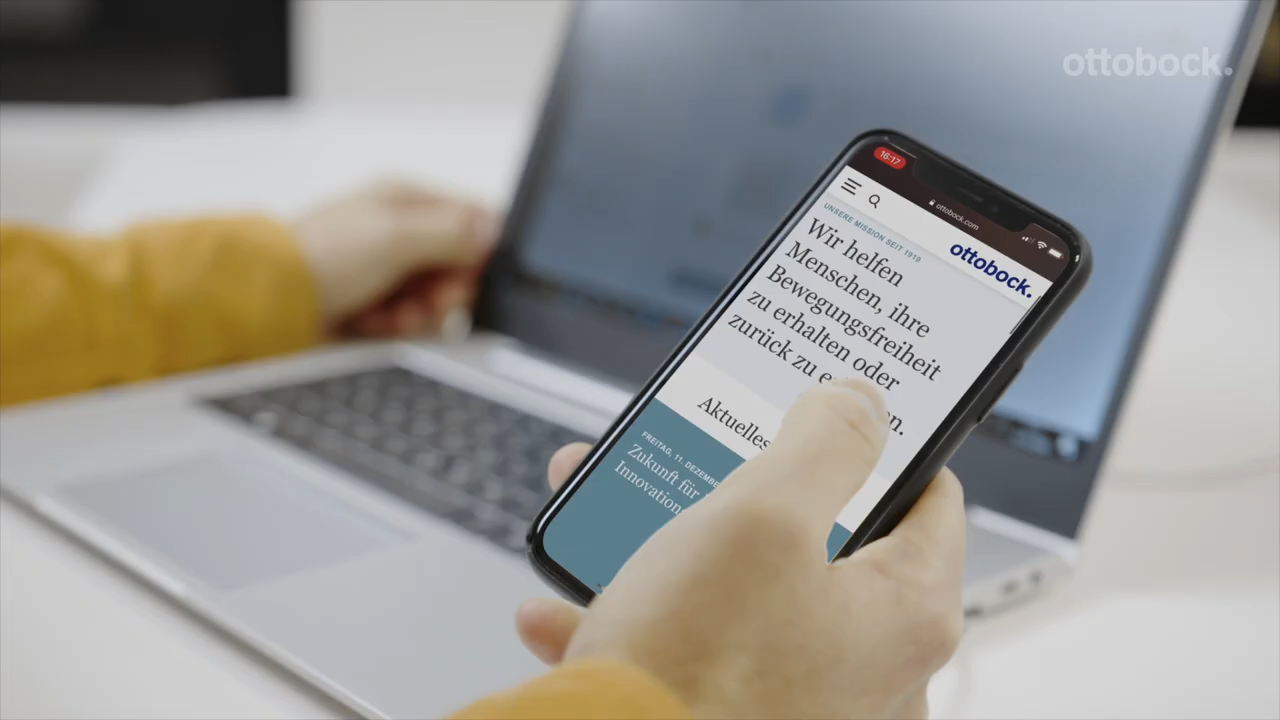 ottobock.
16:17
ottobock.com
UNSERE MISSION SEIT 1919
ottobock.
Wir helfen
Menschen, ihre
Bewegungsfreiheit
zu erhalten oder
zurück zu
Aktuelles
FREITAG, 11.
Zukunft für
Innovation